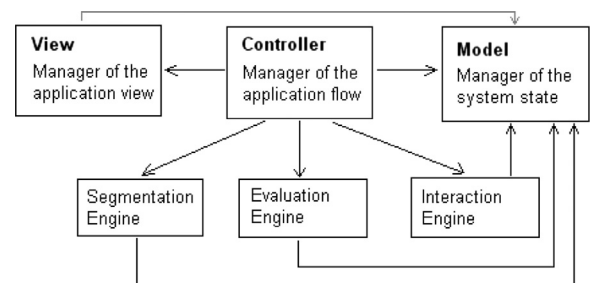 View
Manager of the
application view
Controller
Manager of the
application flow
Model
Manager of the
system state
Segmentation
Engine
Evaluation
Engine
Interaction
Engine